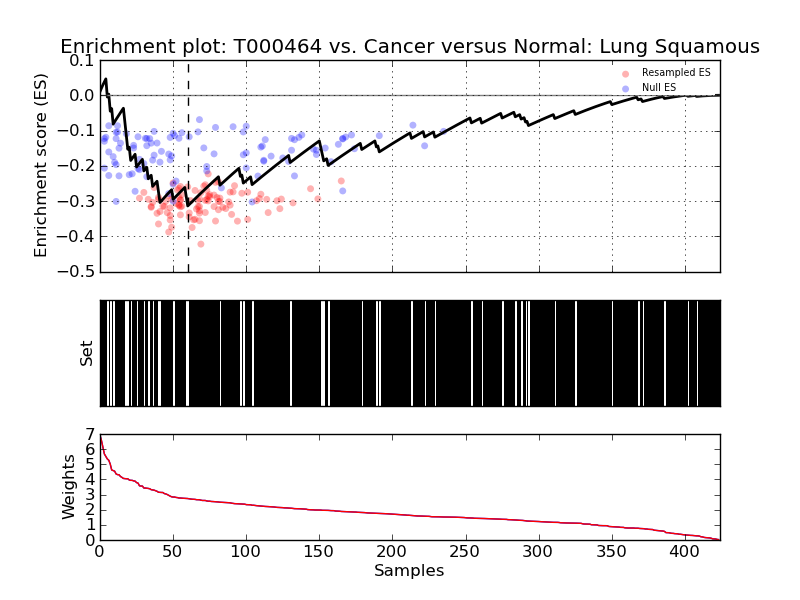 Enrichment plot: T000464 vs. Cancer versus Normal: Lung Squamous
0.1
0.0
−0.1
−0.2
−0.3
−0.4
−0.5
Enrichment score (ES)
Resampled ES
Null ES
Set
7
6
5
4
3
2
1
0
Weights
0 50 100 150 200 250 300 350 400
Samples